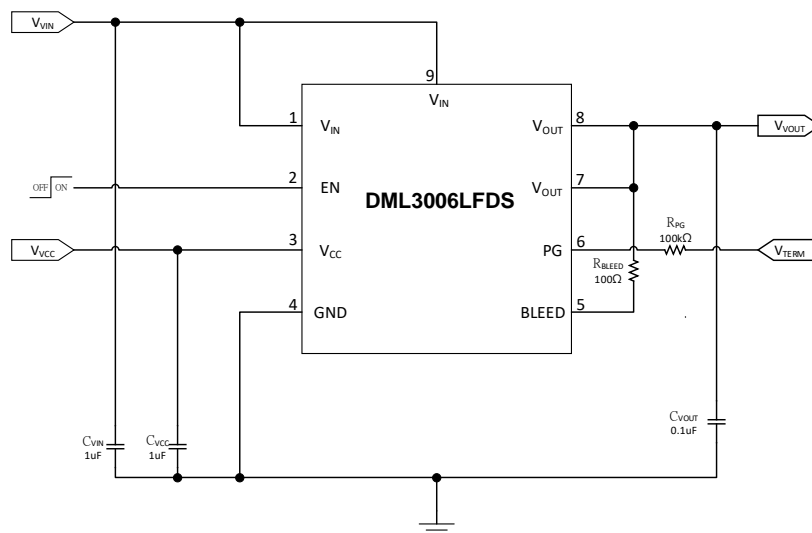 VVIN
9
VIN
1
VIN
VOUT
8
VVOUT
OFF
ON
2
EN
DML3006LFDS
VOUT
7
RPG
100kΩ
VVCC
3
VCC
PG
6
VTERM
RBLEED
100Ω
4
GND
BLEED
5
CVIN
1uF
CVCC
1uF
CVOUT
0.1uF